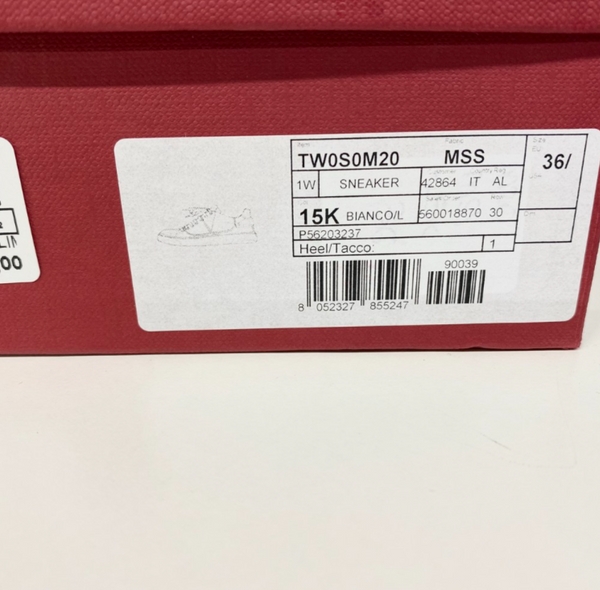 TW0S0M20 MSS 36/
1W SNEAKER 42864 IT AL
15K BIANCO/L 560018870 30
P56203237
Heel/Tacco: 1
90039
8 052327 855247
00